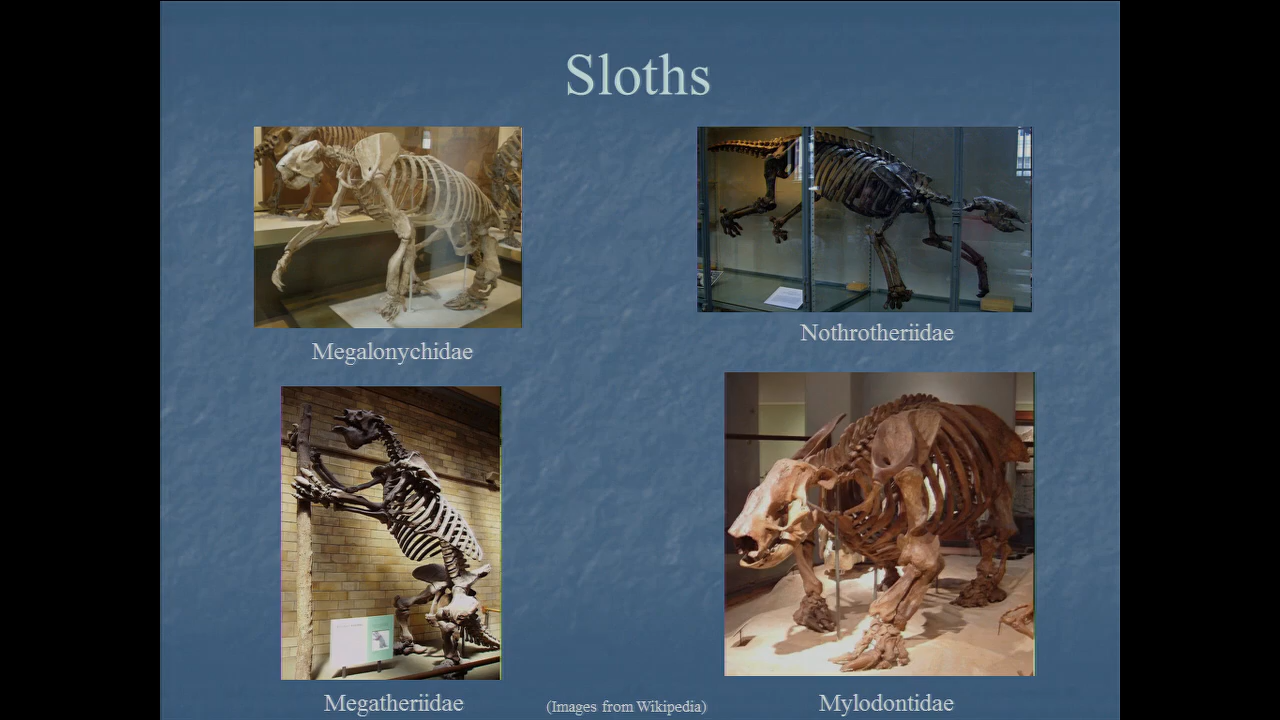 Sloths
Megalonychidae
Nothrotheriidae
Megatheriidae
(Images from Wikipedia)
Mylodontidae